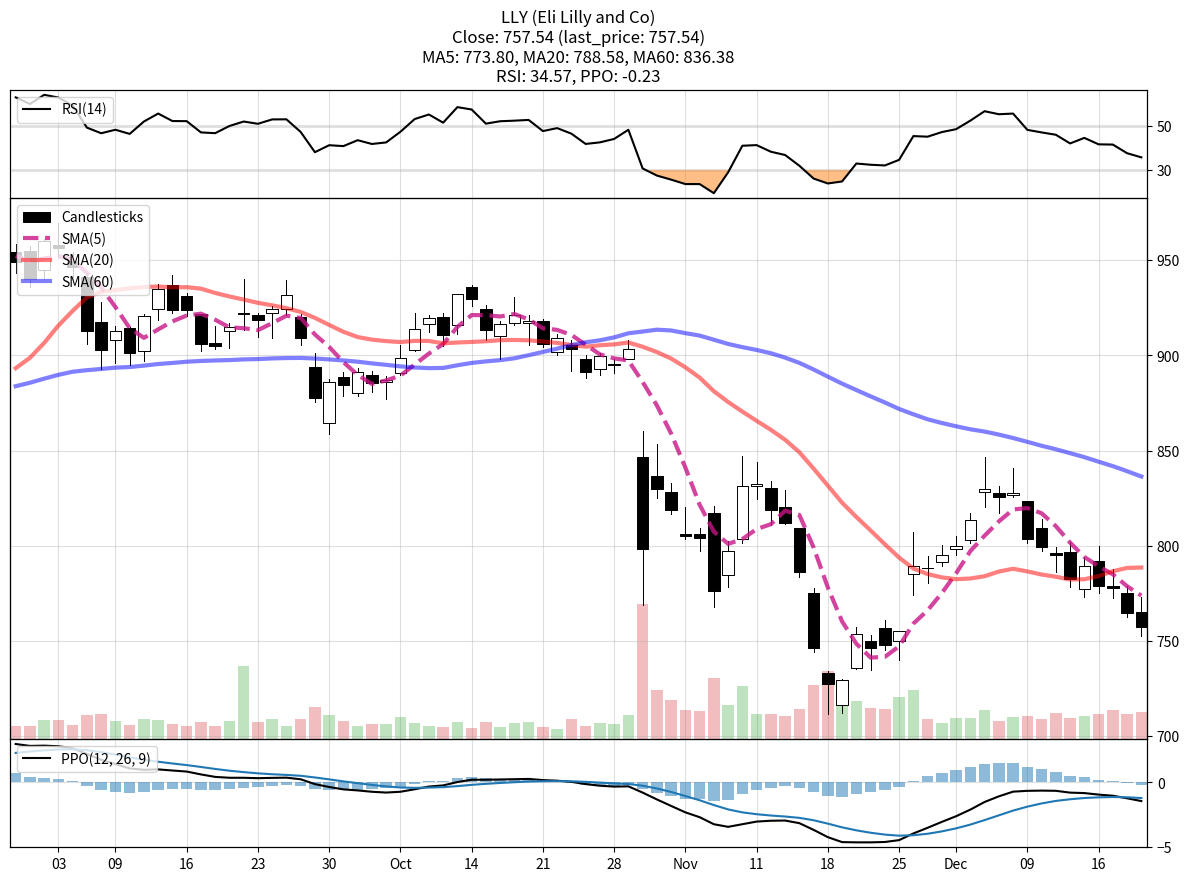 LLY (Eli Lilly and Co)
Close: 757.54 (last_price: 757.54)
MA5: 773.80, MA20: 788.58, MA60: 836.38
RSI: 34.57, PPO: -0.23
RSI(14)
50
30
Candlesticks
SMA(5)
SMA(20)
SMA(60)
950
900
850
800
750
700
PPO(12, 26, 9)
0
−5
03 09 16 23 30 Oct 14 21 28 Nov 11 18 25 Dec 09 16